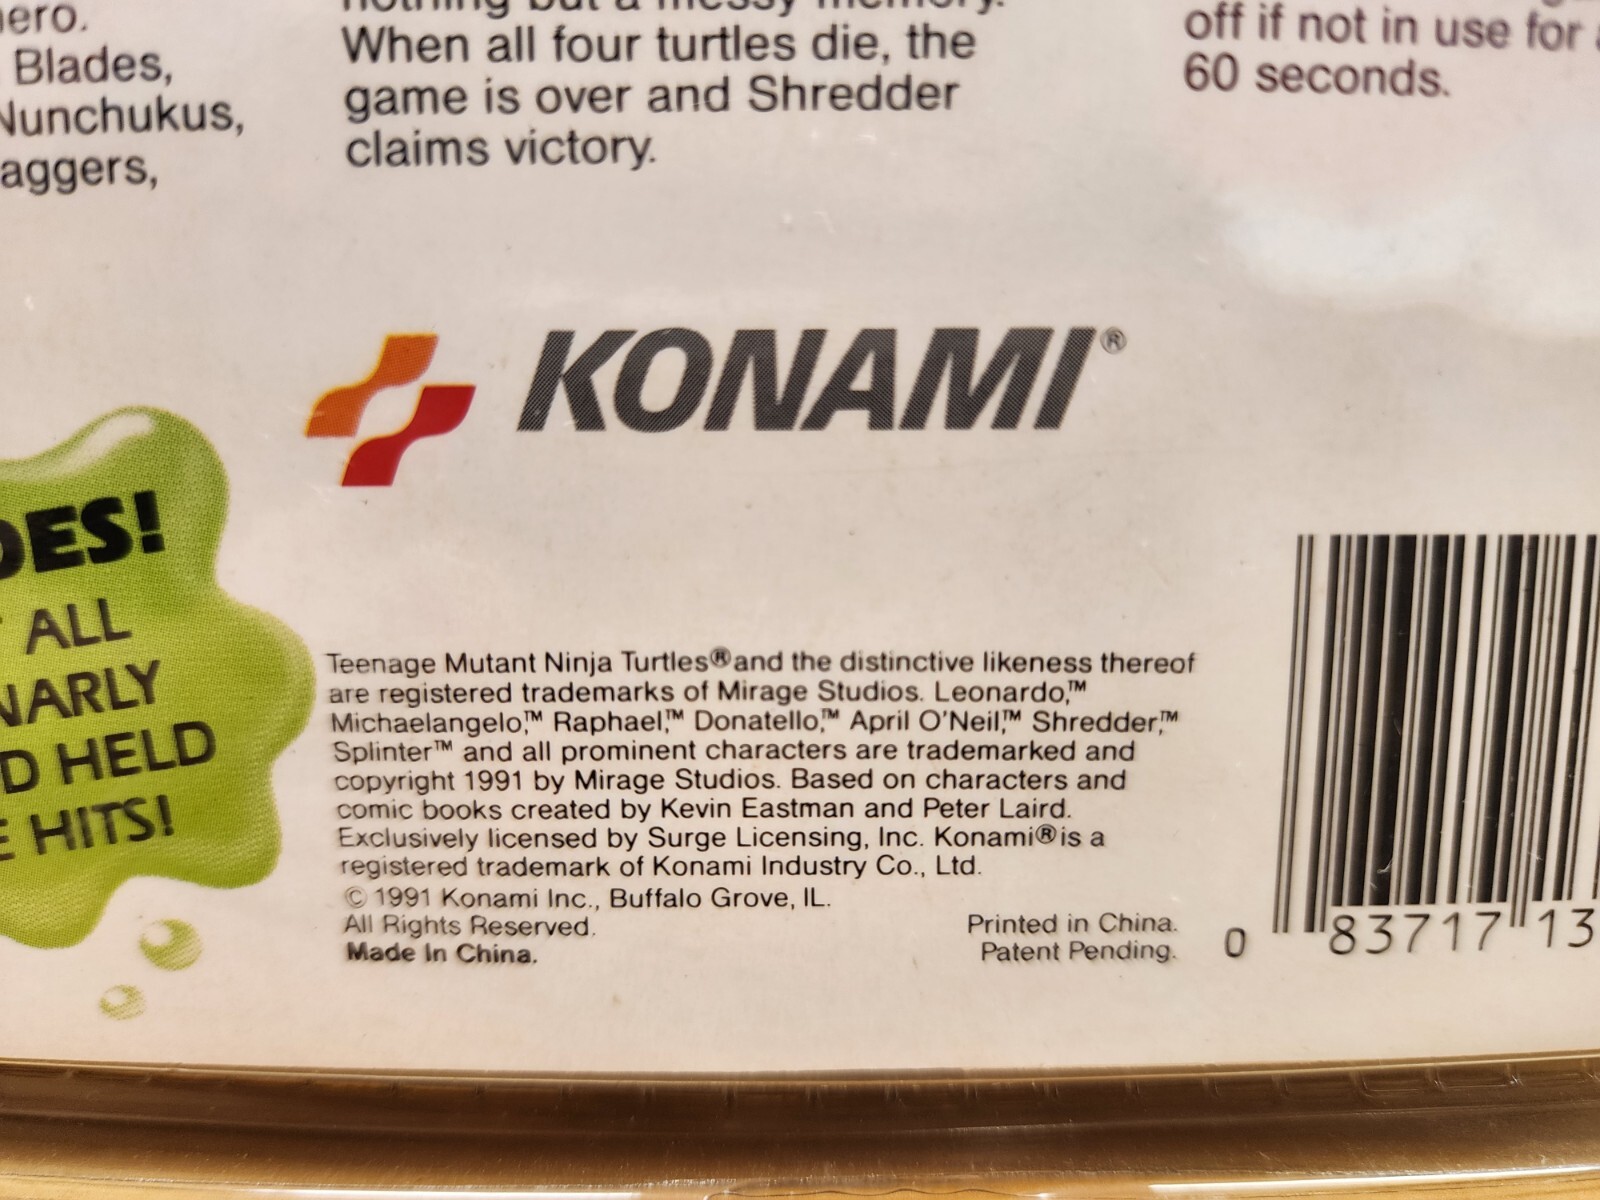 Blades,
Nunchukus,
When all four turtles die, the
game is over and Shredder
claims victory.
off if not in use for
60 seconds.
KONAMI®
ALL
HELD
HITS!
Teenage Mutant Ninja Turtles® and the distinctive likeness thereof
are registered trademarks of Mirage Studios. Leonardo,™
Michaelangelo,™ Raphael,™ Donatello,™ April O'Neil,™ Shredder,™
Splinter™ and all prominent characters are trademarked and
copyright 1991 by Mirage Studios. Based on characters and
comic books created by Kevin Eastman and Peter Laird.
Exclusively licensed by Surge Licensing, Inc. Konami® is a
registered trademark of Konami Industry Co., Ltd.
© 1991 Konami Inc., Buffalo Grove, IL.
All Rights Reserved.
Made In China.
Printed in China.
Patent Pending.
0 83717 13